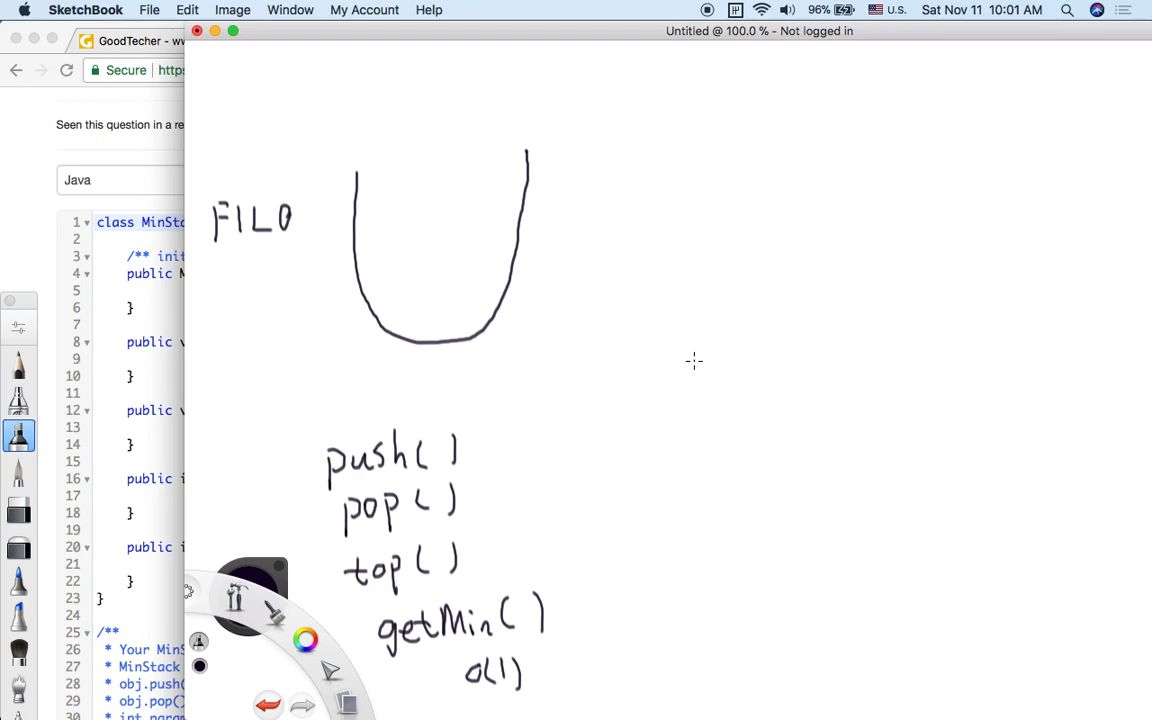 SketchBook File Edit Image Window My Account Help 96% U.S. Sat Nov 11 10:01 AM
Untitled @ 100.0 % - Not logged in
GoodTecher - w
Secure https
Seen this question in a re
Java
1 class MinSta
2
3 /** init
4 public M
5
6 }
7
8 public v
9
10 }
11
12 public v
13
14 }
15
16 public i
17
18 }
19
20 public i
21
22 }
23 }
24
25 /**
26 * Your MinS
27 * MinStack
28 * obj.push(
29 * obj.pop()
30 * int param
FILO
push( )
pop( )
top( )
getMin( )
o(1)